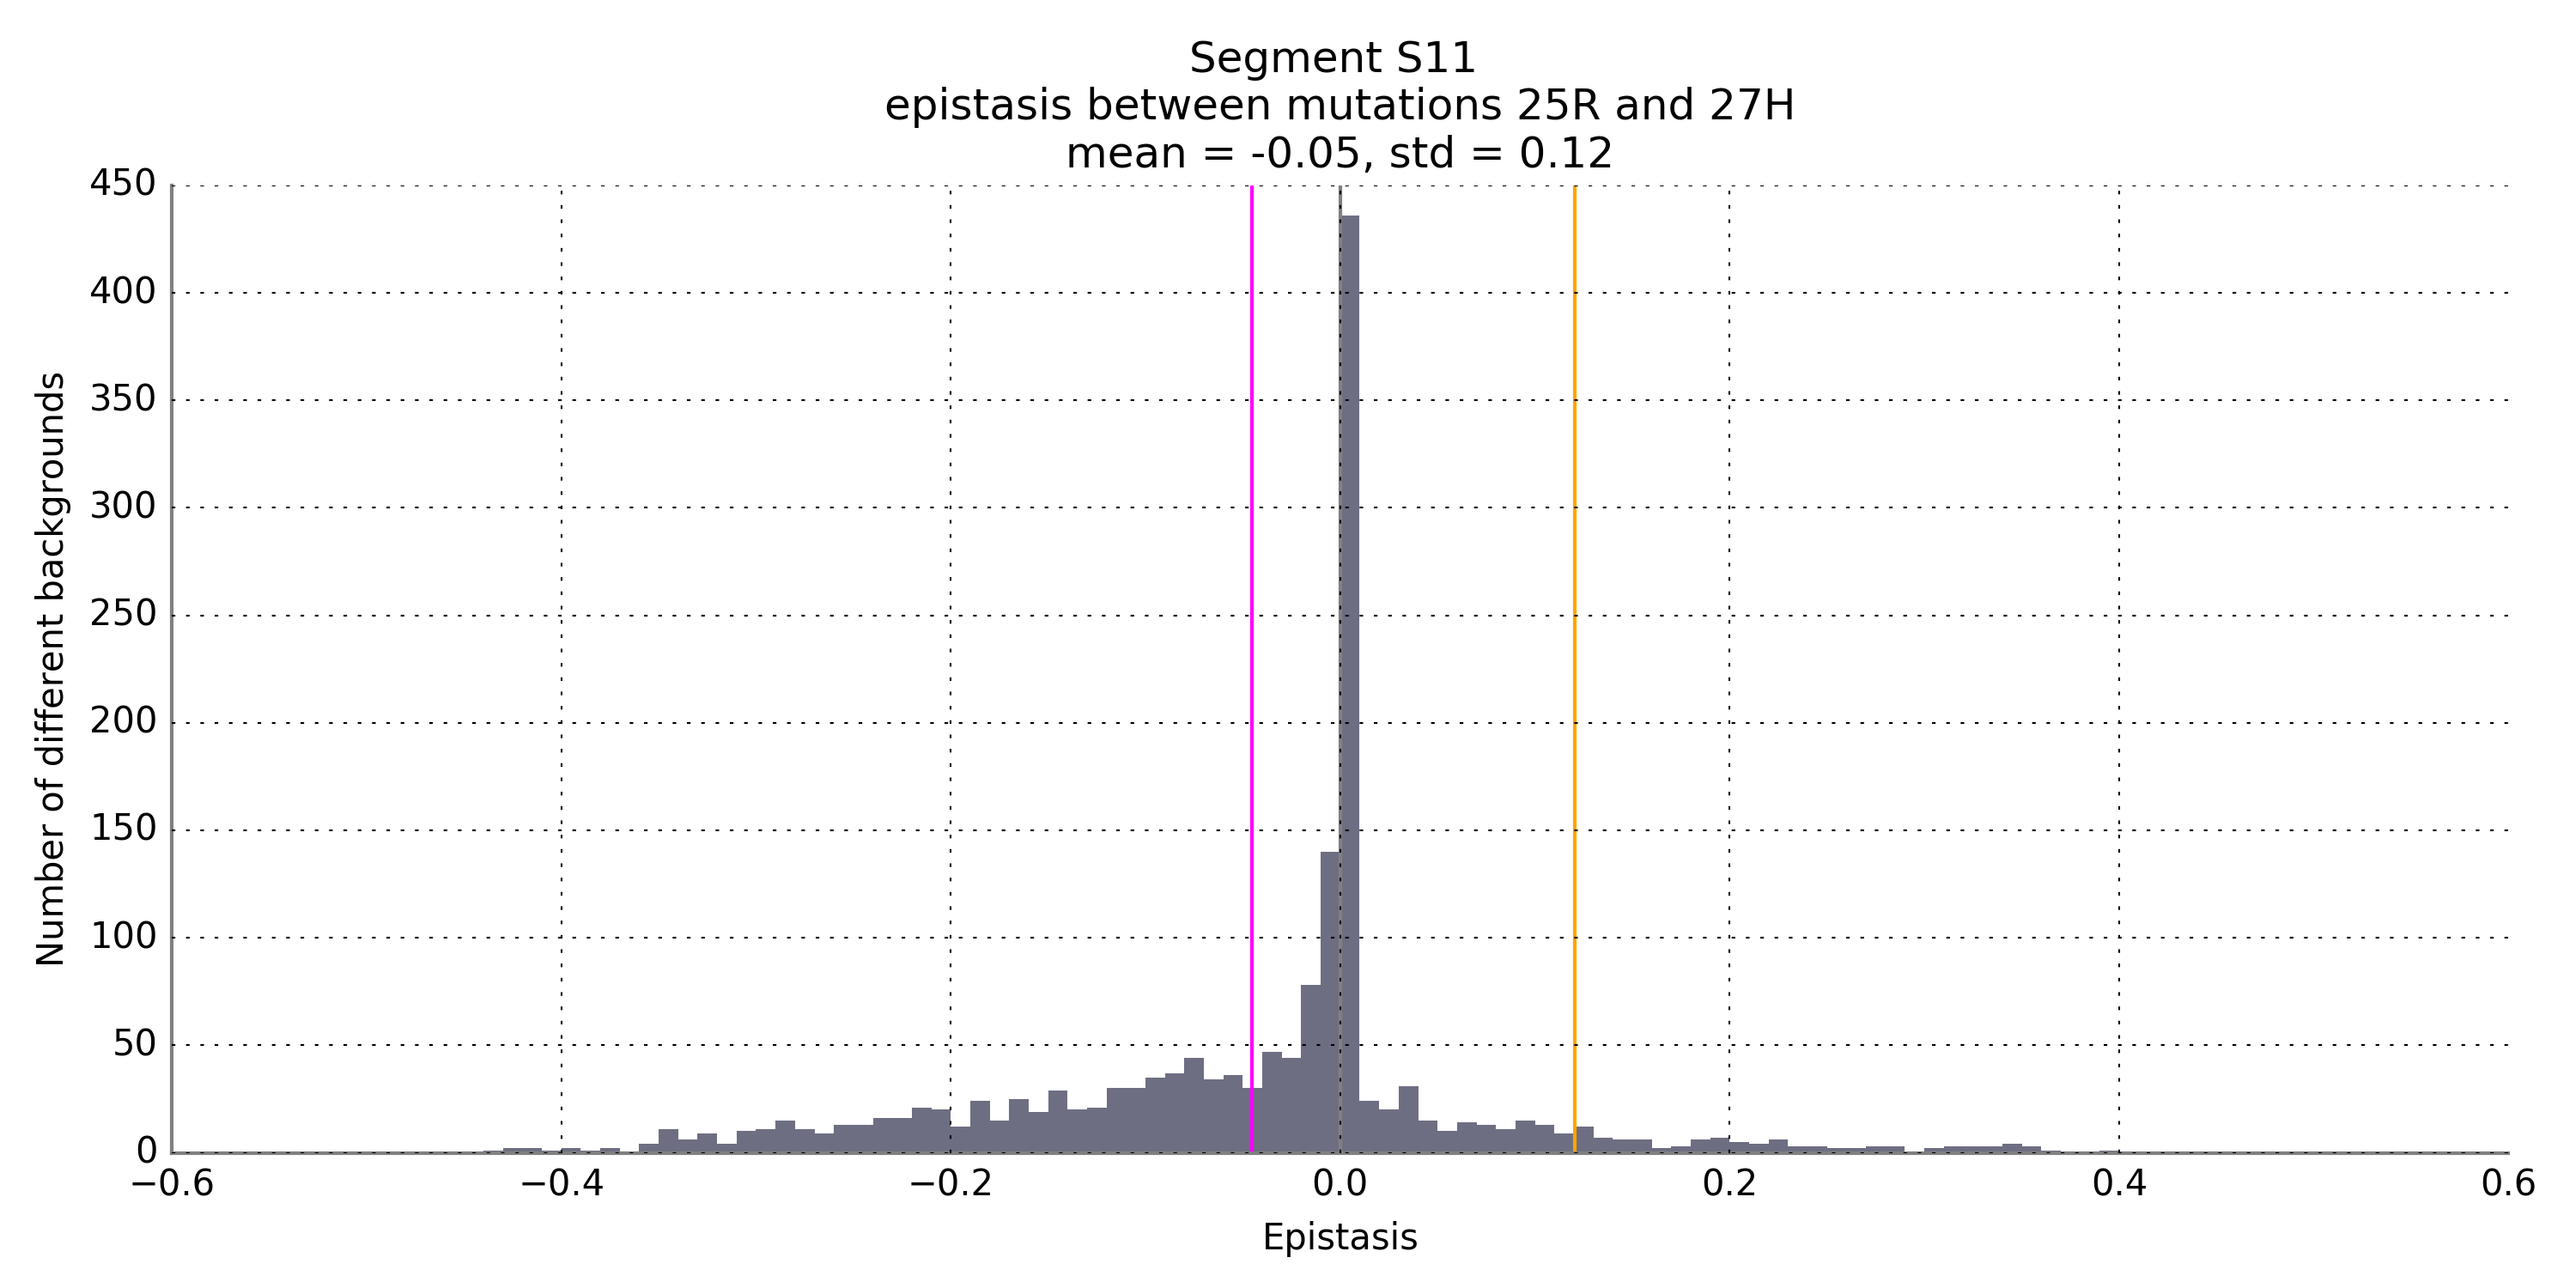 Segment S11
epistasis between mutations 25R and 27H
mean = -0.05, std = 0.12
450
400
350
300
250
200
150
100
50
0
Number of different backgrounds
−0.6 −0.4 −0.2 0.0 0.2 0.4 0.6
Epistasis